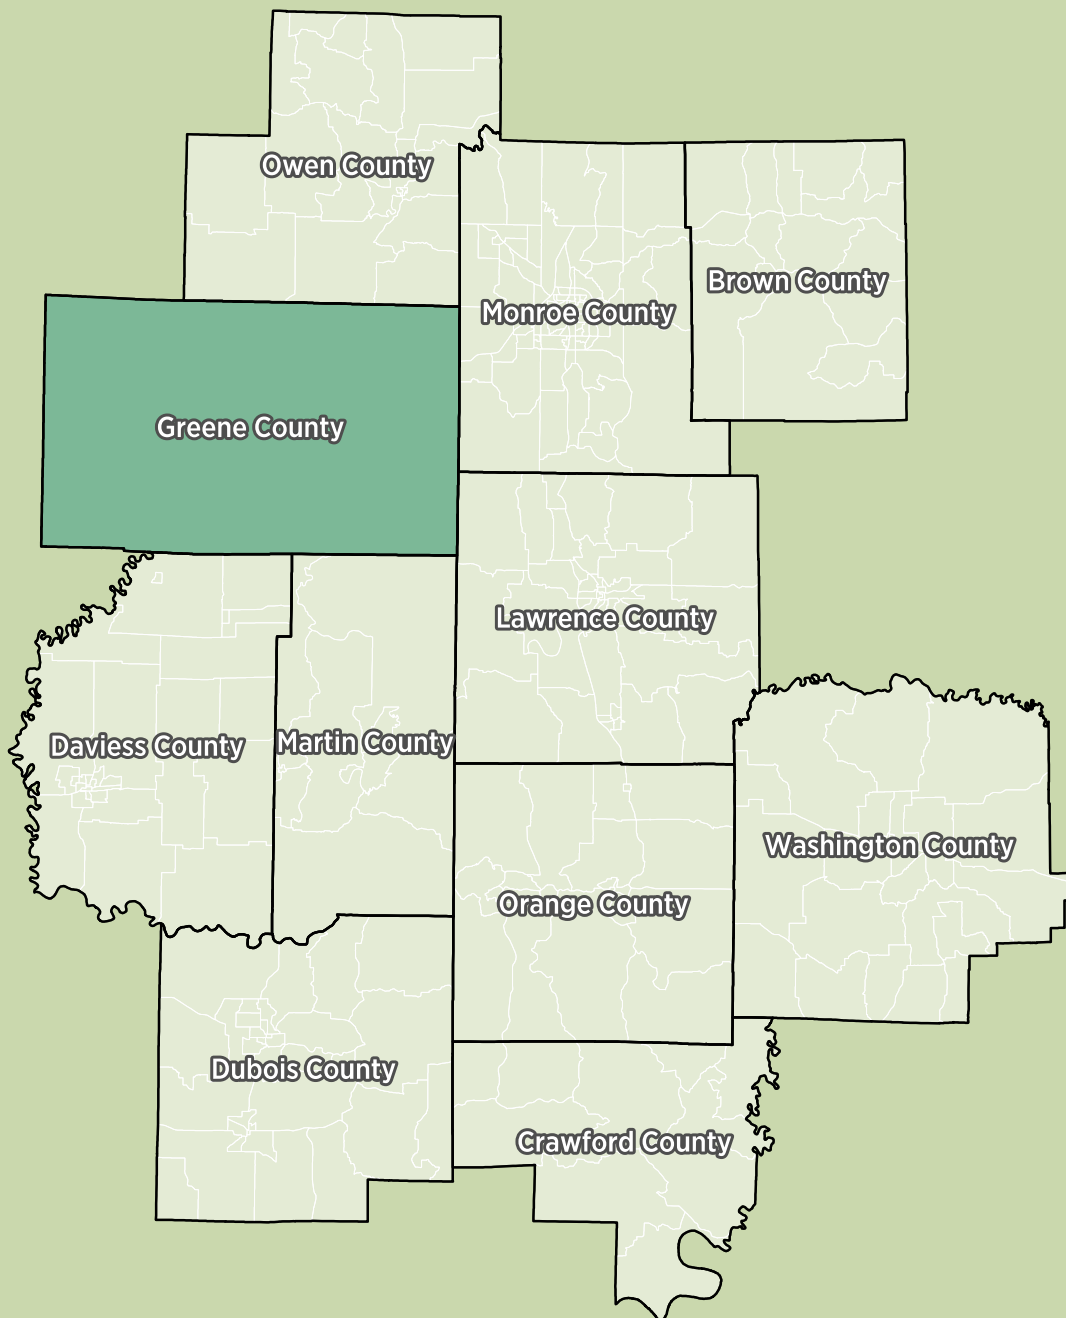 Owen County
Brown County
Monroe County
Greene County
Lawrence County
Daviess County
Martin County
Washington County
Orange County
Dubois County
Crawford County